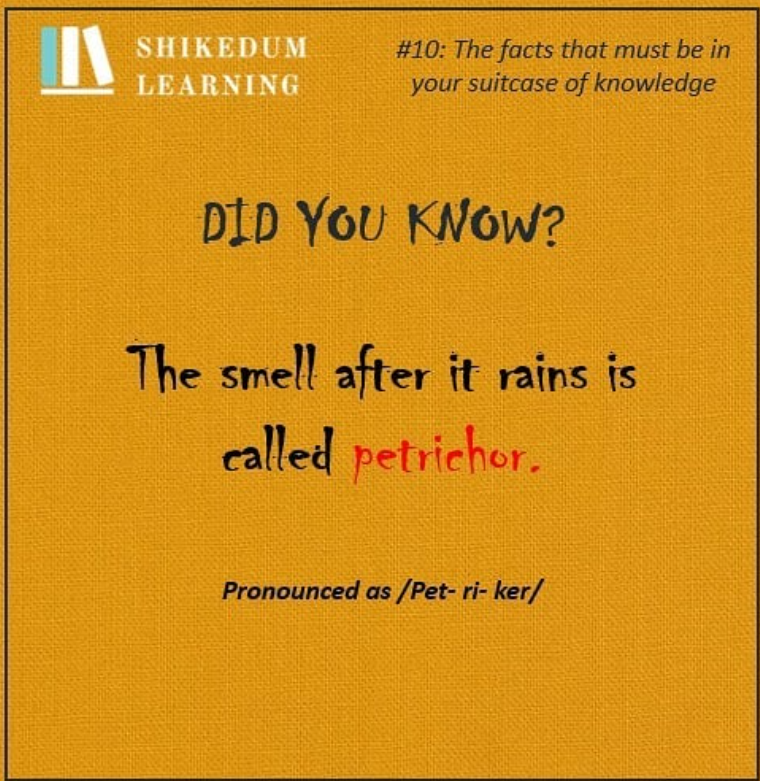 SHIKEDUM
LEARNING
#10: The facts that must be in
your suitcase of knowledge
DID YOU KNOW?
The smell after it rains is
called petrichor.
Pronounced as /Pet- ri- ker/